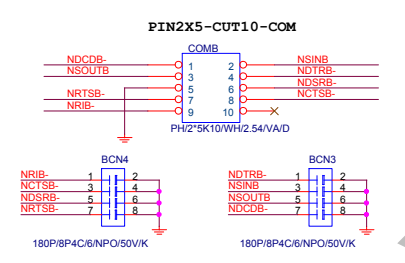 PIN2X5-CUT10-COM
COMB
NDCDB- 1 2 NSINB
NSOUTB 3 4 NDTRB-
5 6 NDSRB-
NRTSB- 7 8 NCTSB-
NRIB- 9 10
PH/2*5K10/WH/2.54/VA/D
BCN4
NRIB- 1 2
NCTSB- 3 4
NDSRB- 5 6
NRTSB- 7 8
180P/8P4C/6/NPO/50V/K
BCN3
NDTRB- 1 2
NSINB 3 4
NSOUTB 5 6
NDCDB- 7 8
180P/8P4C/6/NPO/50V/K